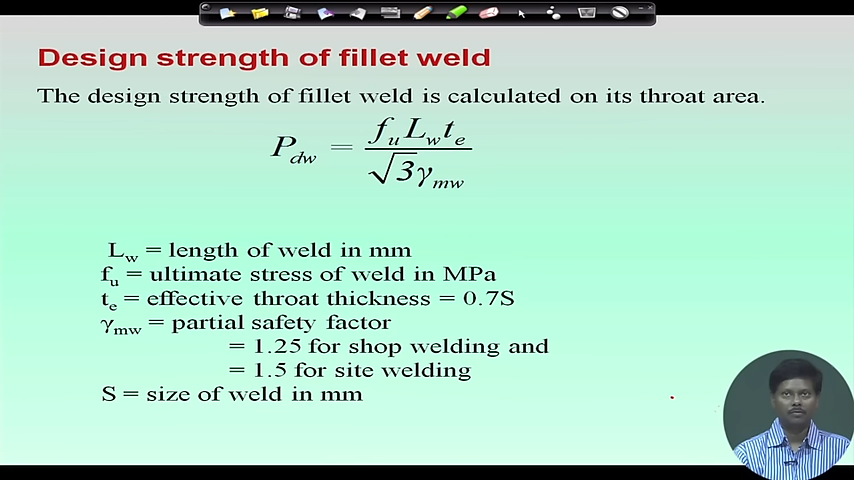 Design strength of fillet weld
The design strength of fillet weld is calculated on its throat area.
P_dw = f_u L_w t_e / √3 γ_mw
L_w = length of weld in mm
f_u = ultimate stress of weld in MPa
t_e = effective throat thickness = 0.7S
γ_mw = partial safety factor
= 1.25 for shop welding and
= 1.5 for site welding
S = size of weld in mm